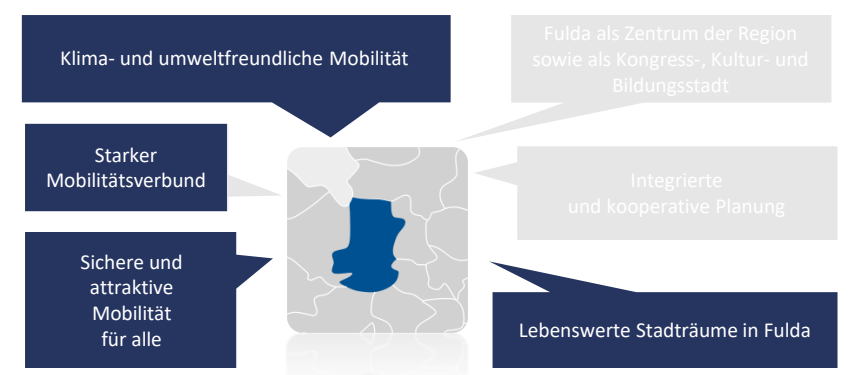 Klima- und umweltfreundliche Mobilität
Fulda als Zentrum der Region
sowie als Kongress-, Kultur- und
Bildungsstadt
Starker
Mobilitätsverbund
Integrierte
und kooperative Planung
Sichere und
attraktive
Mobilität
für alle
Lebenswerte Stadträume in Fulda